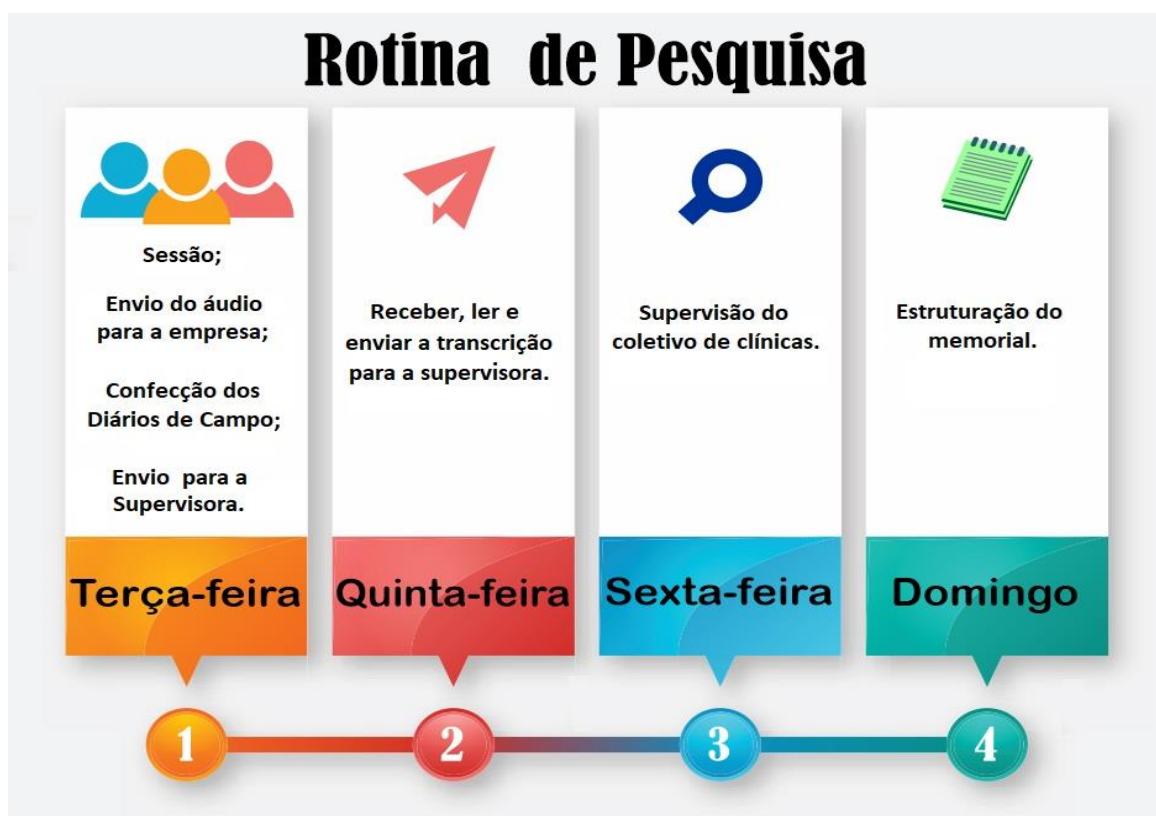 Rotina de Pesquisa
Sessão;
Envio do áudio
para a empresa;
Confecção dos
Diários de Campo;
Envio para a
Supervisora.
Terça-feira
1
Receber, ler e
enviar a transcrição
para a supervisora.
Quinta-feira
2
Supervisão do
coletivo de clínicas.
Sexta-feira
3
Estruturação do
memorial.
Domingo
4